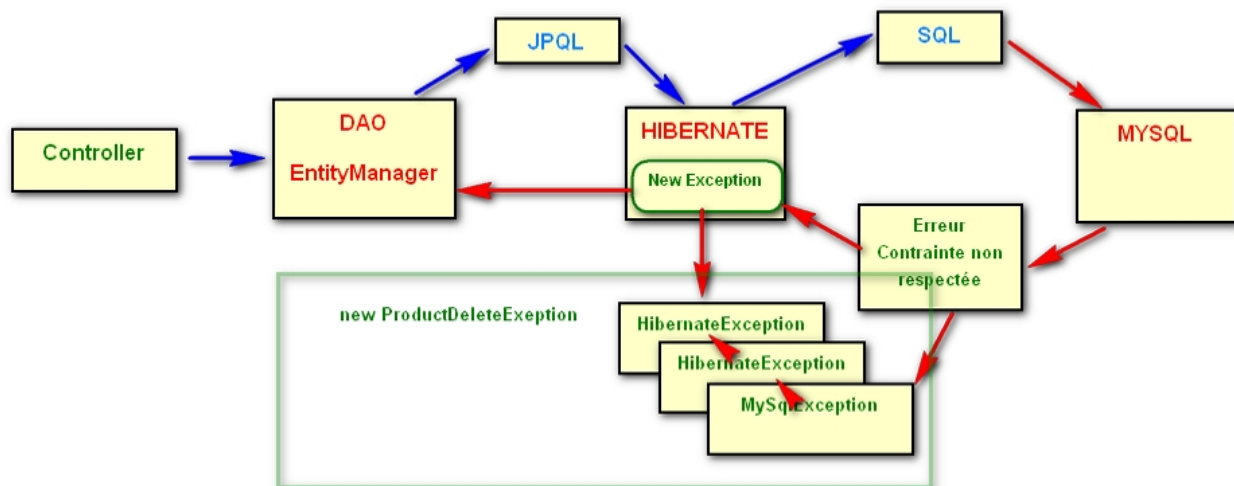 JPQL
SQL
Controller
DAO
EntityManager
HIBERNATE
New Exception
MYSQL
Erreur
Contrainte non
respectée
new ProductDeleteExeption
HibernateException
HibernateException
MySqlException